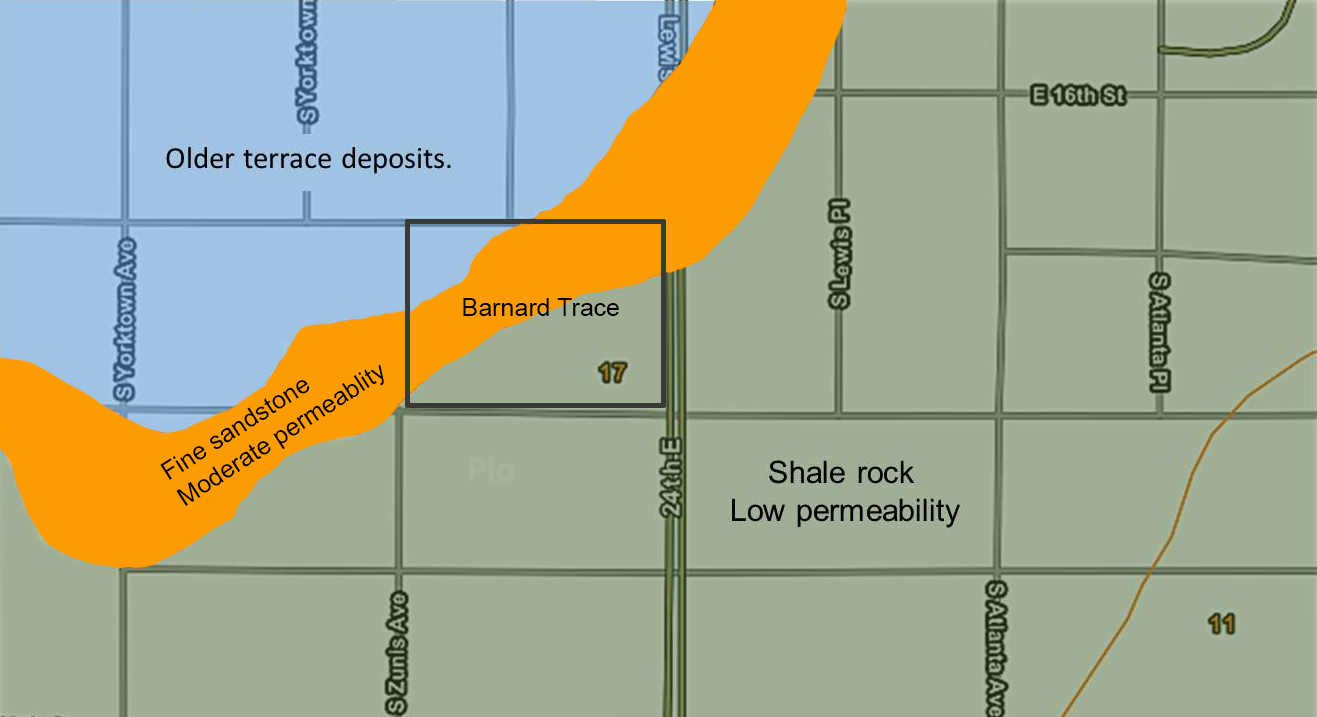 S Yorktown
Lewis
E 16th St
Older terrace deposits.
S Yorktown Ave
S Lewis Pl
S Atlanta Pl
Barnard Trace
17
Fine sandstone
Moderate permeablity
24th E
Plo
Shale rock
Low permeability
S Zunis Ave
S Atlanta Ave
11